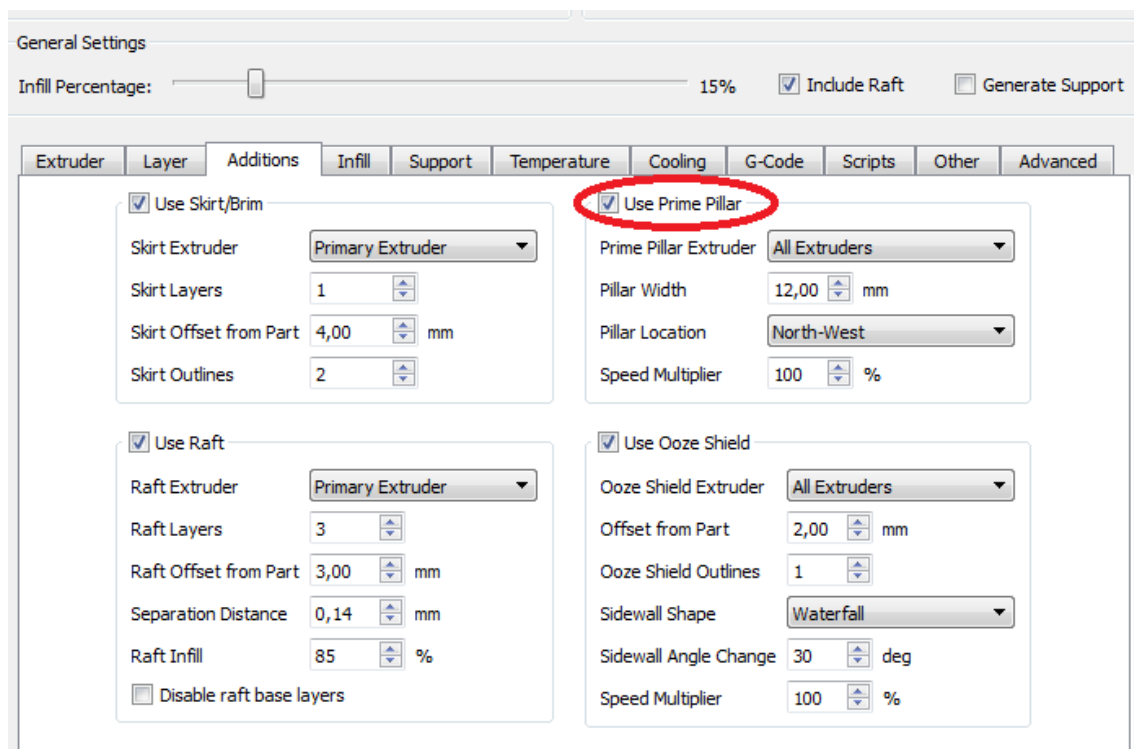 General Settings
Infill Percentage: 15% Include Raft Generate Support
Extruder Layer Additions Infill Support Temperature Cooling G-Code Scripts Other Advanced
Use Skirt/Brim
Skirt Extruder Primary Extruder
Skirt Layers 1
Skirt Offset from Part 4,00 mm
Skirt Outlines 2
Use Prime Pillar
Prime Pillar Extruder All Extruders
Pillar Width 12,00 mm
Pillar Location North-West
Speed Multiplier 100 %
Use Raft
Raft Extruder Primary Extruder
Raft Layers 3
Raft Offset from Part 3,00 mm
Separation Distance 0,14 mm
Raft Infill 85 %
Disable raft base layers
Use Ooze Shield
Ooze Shield Extruder All Extruders
Offset from Part 2,00 mm
Ooze Shield Outlines 1
Sidewall Shape Waterfall
Sidewall Angle Change 30 deg
Speed Multiplier 100 %